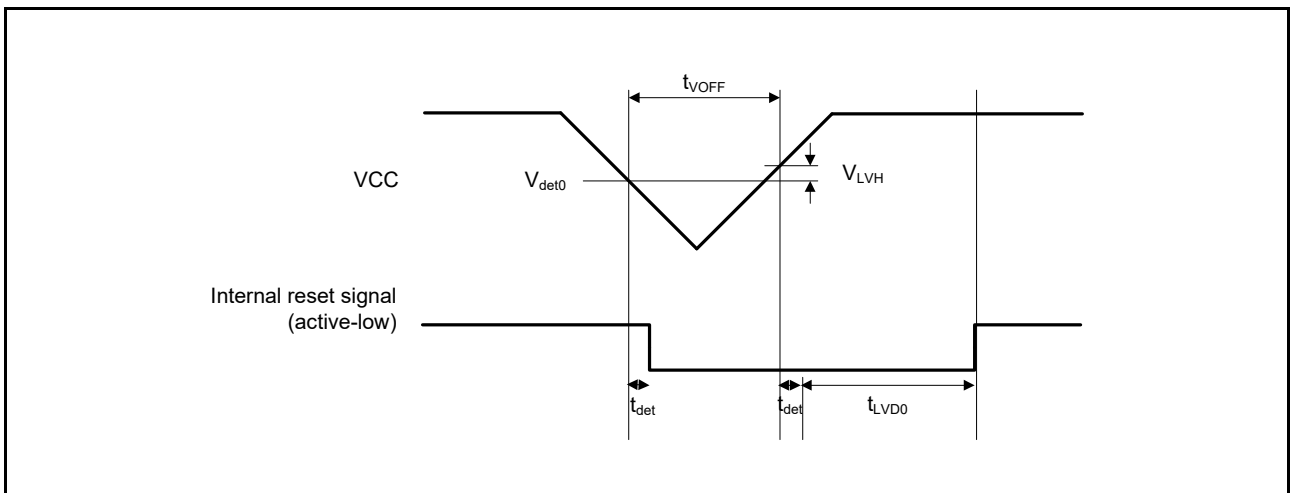 tVOFF
VCC
Vdet0
VLVH
Internal reset signal
(active-low)
tdet
tdet
tLVD0